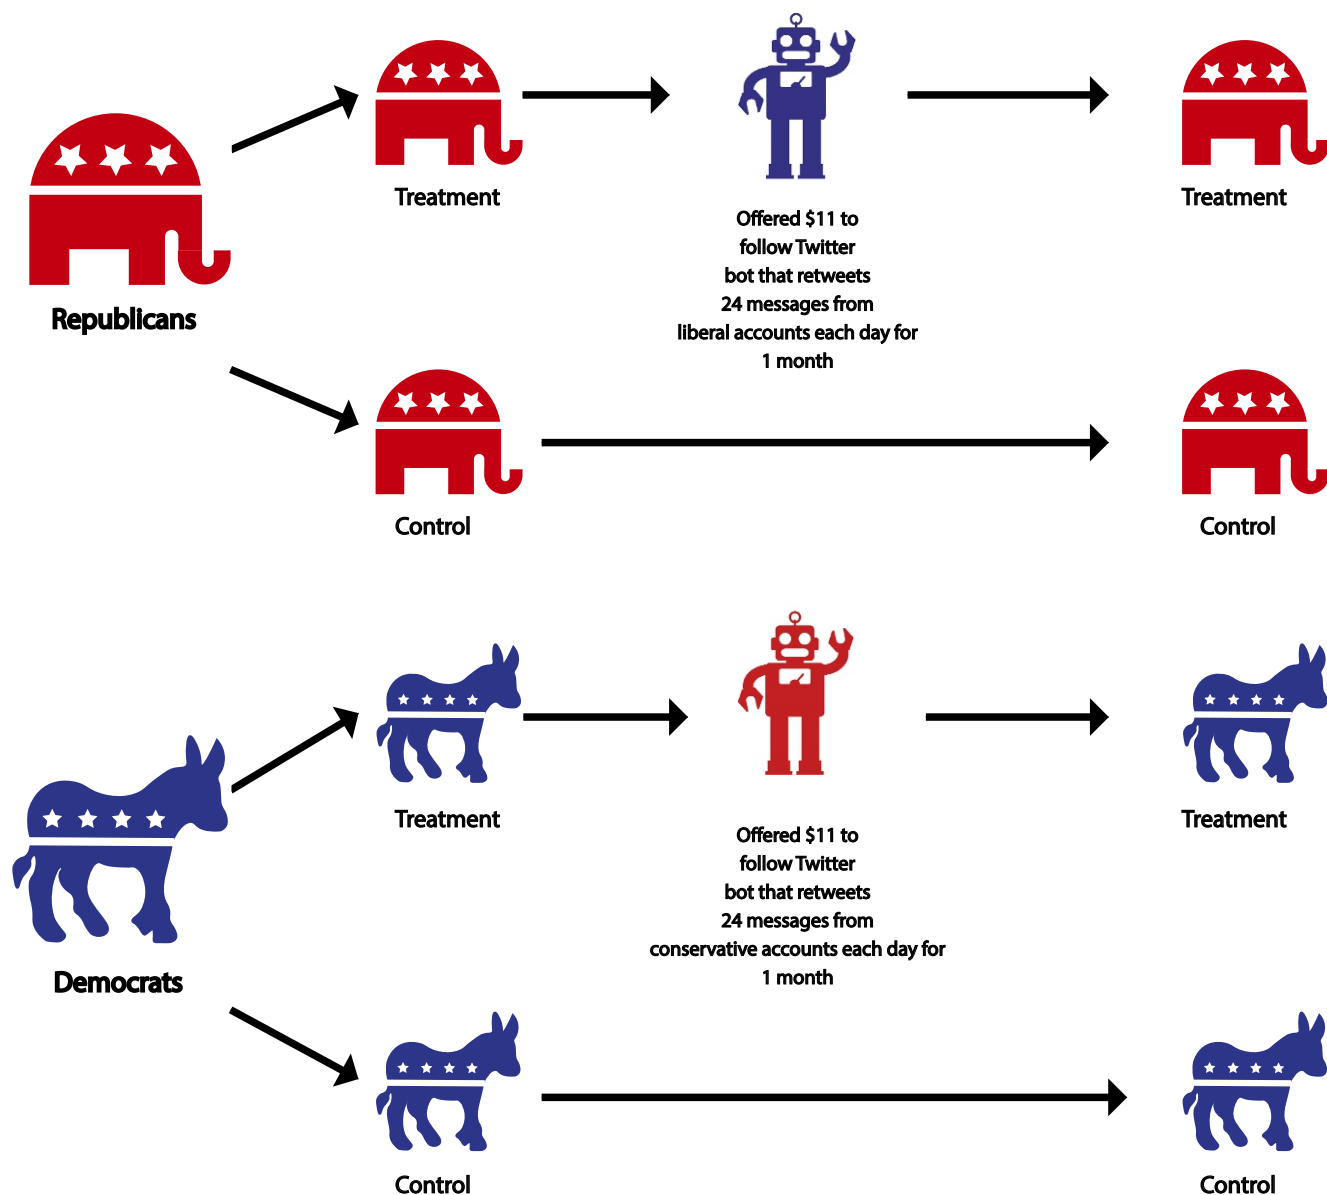 Treatment
Treatment
Offered $11 to
follow Twitter
bot that retweets
24 messages from
liberal accounts each day for
1 month
Republicans
Control
Control
Treatment
Treatment
Offered $11 to
follow Twitter
bot that retweets
24 messages from
conservative accounts each day for
1 month
Democrats
Control
Control